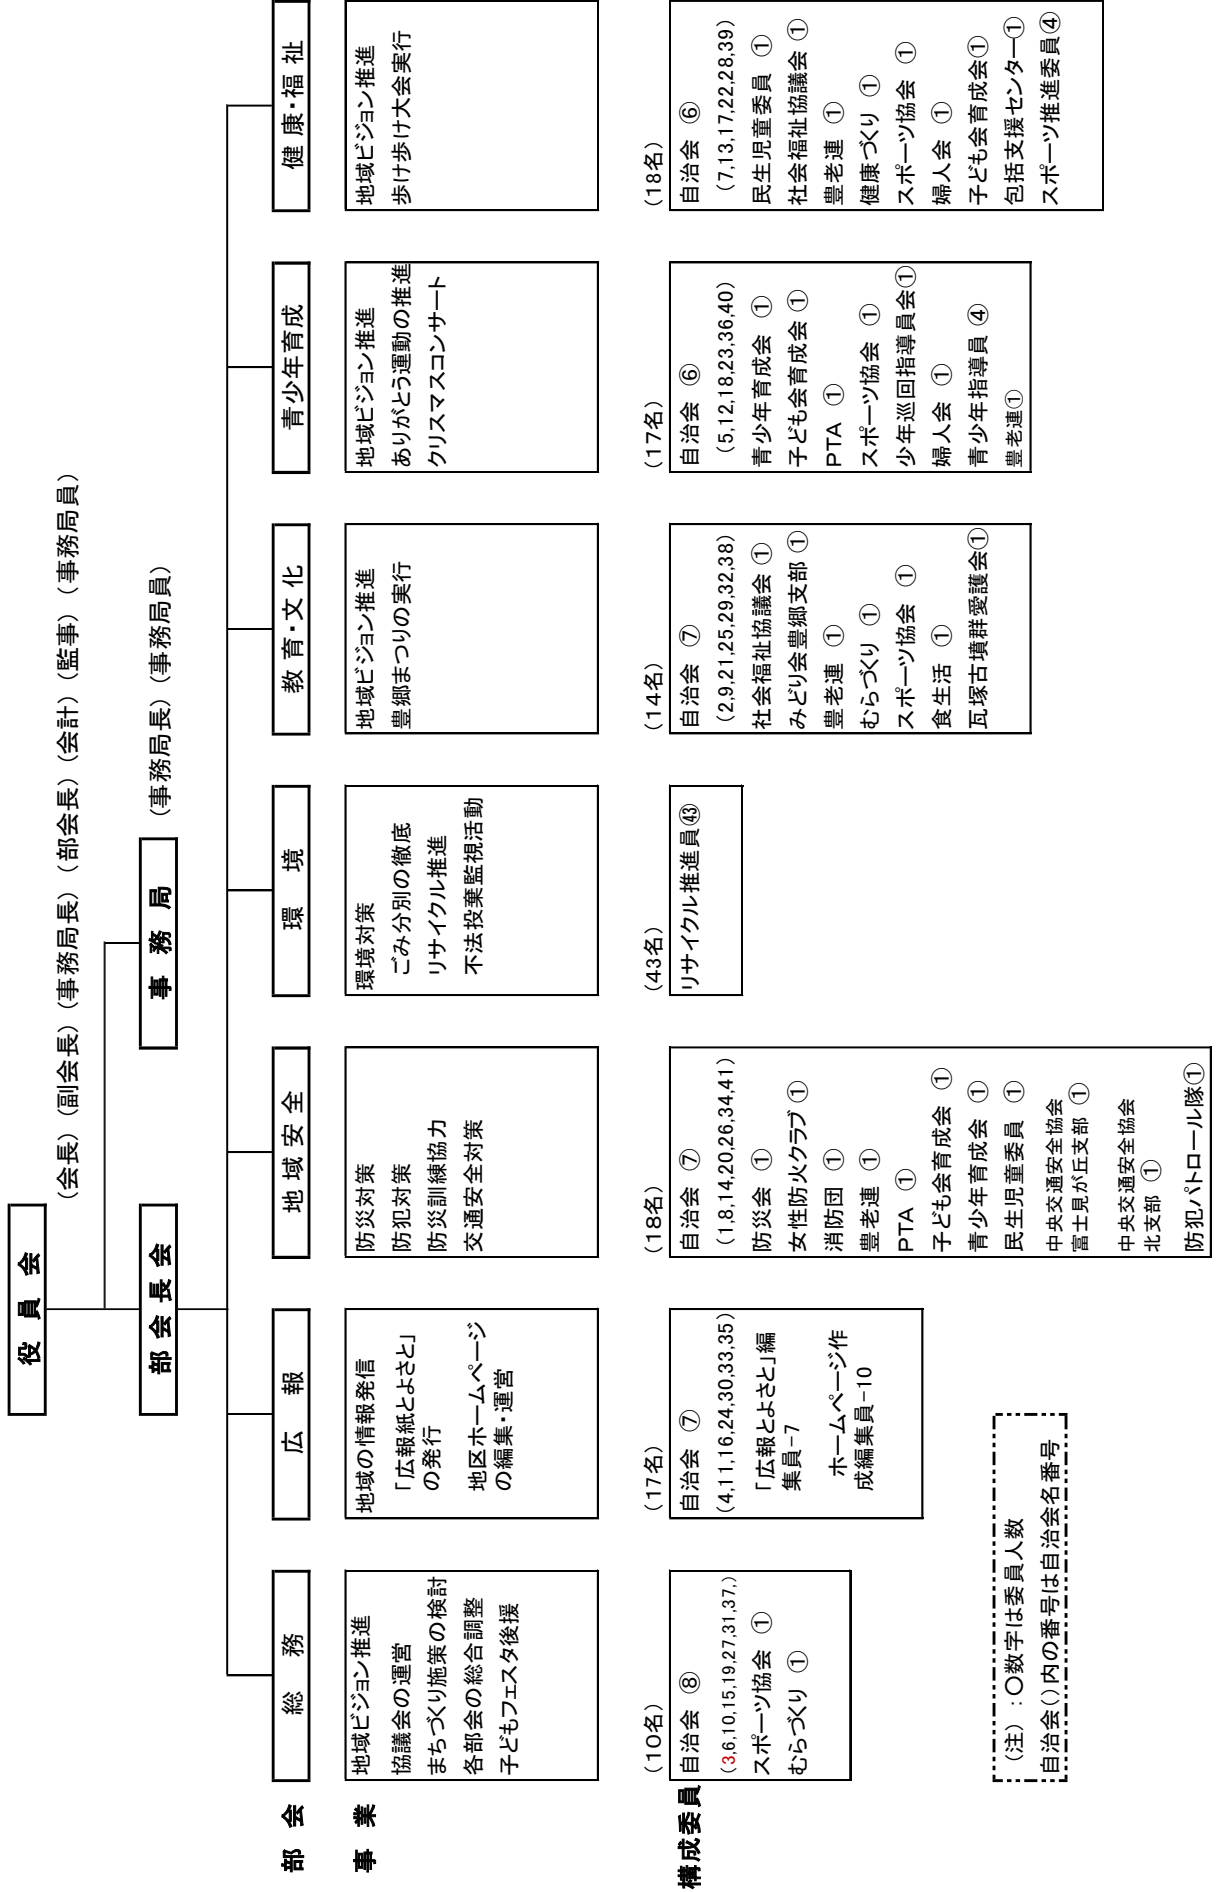 役員会
(会長)(副会長)(事務局長)(部会長)(会計)(監事)(事務局員)
部会長会
事務局
(事務局長)(事務局員)
部会
総務
広報
地域安全
環境
教育・文化
青少年育成
健康・福祉
事業
地域ビジョン推進
協議会の運営
まちづくり施策の検討
各部会の総合調整
子どもフェスタ後援
地域の情報発信
「広報紙とよさと」
の発行
地区ホームページ
の編集・運営
防災対策
防犯対策
防災訓練協力
交通安全対策
環境対策
ごみ分別の徹底
リサイクル推進
不法投棄監視活動
地域ビジョン推進
豊郷まつりの実行
地域ビジョン推進
ありがとう運動の推進
クリスマスコンサート
地域ビジョン推進
歩け歩け大会実行
構成委員
(10名)
自治会 ⑧
(3,6,10,15,19,27,31,37,)
スポーツ協会 ①
むらづくり ①
(17名)
自治会 ⑦
(4,11,16,24,30,33,35)
「広報とよさと」編
集員-7
ホームページ作
成編集員-10
(18名)
自治会 ⑦
(1,8,14,20,26,34,41)
防災会 ①
女性防火クラブ ①
消防団 ①
豊老連 ①
PTA ①
子ども会育成会 ①
青少年育成会 ①
民生児童委員 ①
中央交通安全協会
富士見が丘支部 ①
中央交通安全協会
北支部 ①
防犯パトロール隊①
(43名)
リサイクル推進員㊸
(14名)
自治会 ⑦
(2,9,21,25,29,32,38)
社会福祉協議会 ①
みどり会豊郷支部 ①
豊老連 ①
むらづくり ①
スポーツ協会 ①
食生活 ①
瓦塚古墳群愛護会①
(17名)
自治会 ⑥
(5,12,18,23,36,40)
青少年育成会 ①
子ども会育成会 ①
PTA ①
スポーツ協会 ①
少年巡回指導員会①
婦人会 ①
青少年指導員 ④
豊老連①
(18名)
自治会 ⑥
(7,13,17,22,28,39)
民生児童委員 ①
社会福祉協議会 ①
豊老連 ①
健康づくり ①
スポーツ協会 ①
婦人会 ①
子ども会育成会①
包括支援センター①
スポーツ推進委員④
(注):〇数字は委員人数
自治会()内の番号は自治会名番号